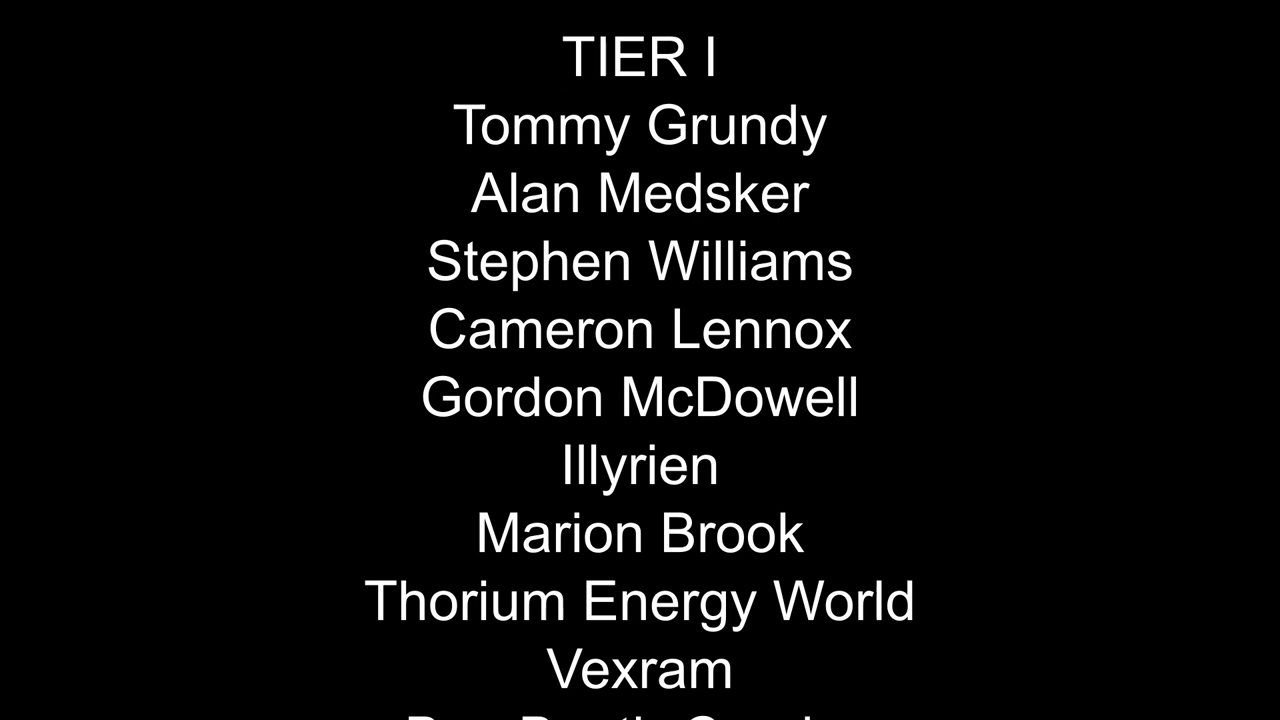 TIER I
Tommy Grundy
Alan Medsker
Stephen Williams
Cameron Lennox
Gordon McDowell
Illyrien
Marion Brook
Thorium Energy World
Vexram